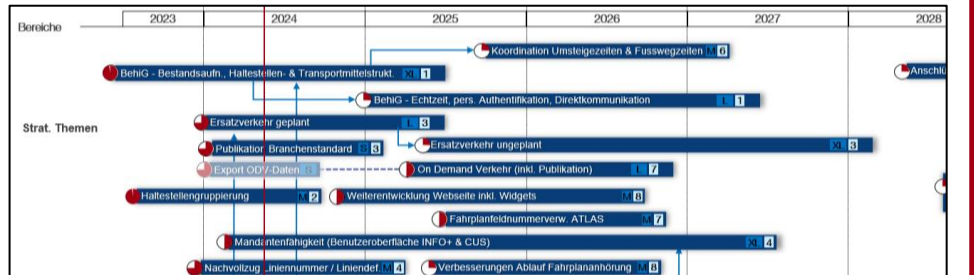 Bereiche
2023 2024 2025 2026 2027 2028
Koordination Umsteigezeiten & Fusswegzeiten M 6
BehiG - Bestandsaufn., Haltestellen- & Transportmittelstrukt. XL 1
Anschlü
BehiG - Echtzeit, pers. Authentifikation, Direktkommunikation L 1
Ersatzverkehr geplant L 3
Strat. Themen
Ersatzverkehr ungeplant XL 3
Publikation Branchenstandard S 3
Export ODV-Daten S
On Demand Verkehr (inkl. Publikation) L 7
Haltestellengruppierung M 2
Weiterentwicklung Webseite inkl. Widgets M 8
Fahrplanfeldnummerverw. ATLAS M 7
Mandantenfähigkeit (Benutzeroberfläche INFO+ & CUS) XL 4
Nachvollzug Liniennummer / Liniendef. M 4
Verbesserungen Ablauf Fahrplananhörung M 8